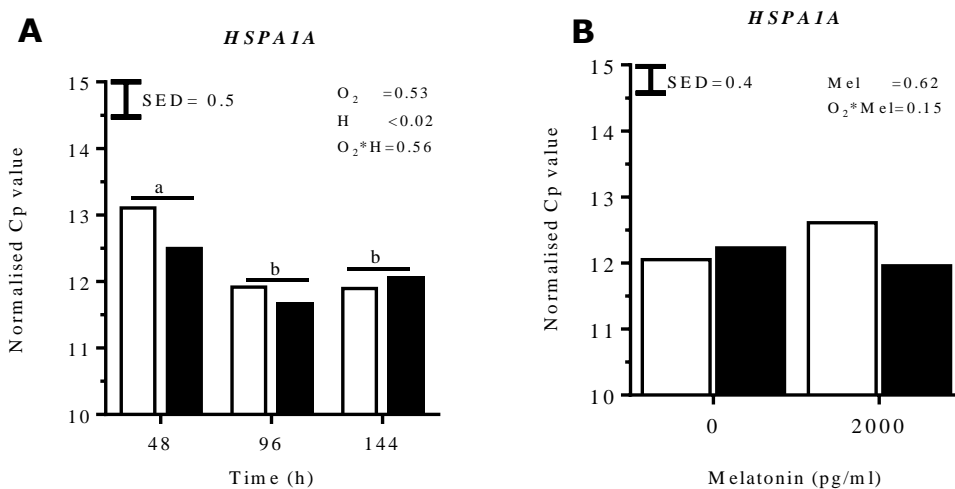 A
HSPA1A
15
14
13
12
11
10
Normalised Cp value
SED= 0.5
O₂ =0.53
H <0.02
O₂*H=0.56
a
b
b
48 96 144
Time (h)
B
HSPA1A
15
14
13
12
11
10
Normalised Cp value
SED=0.4
Mel =0.62
O₂*Mel=0.15
0 2000
Melatonin (pg/ml)